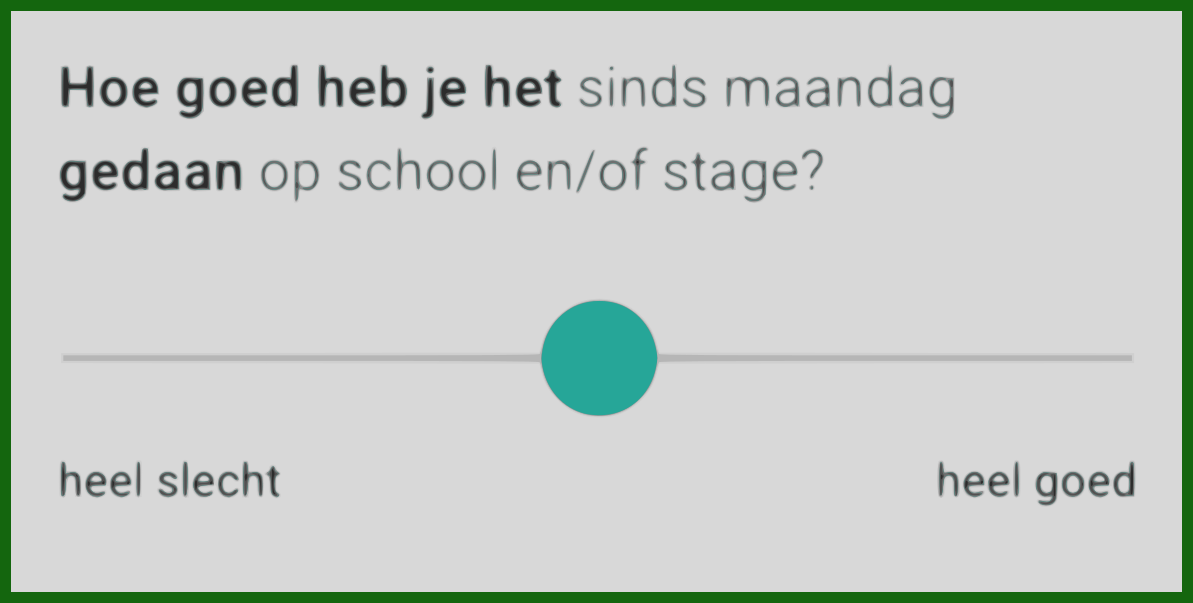 Hoe goed heb je het sinds maandag
gedaan op school en/of stage?
heel slecht
heel goed